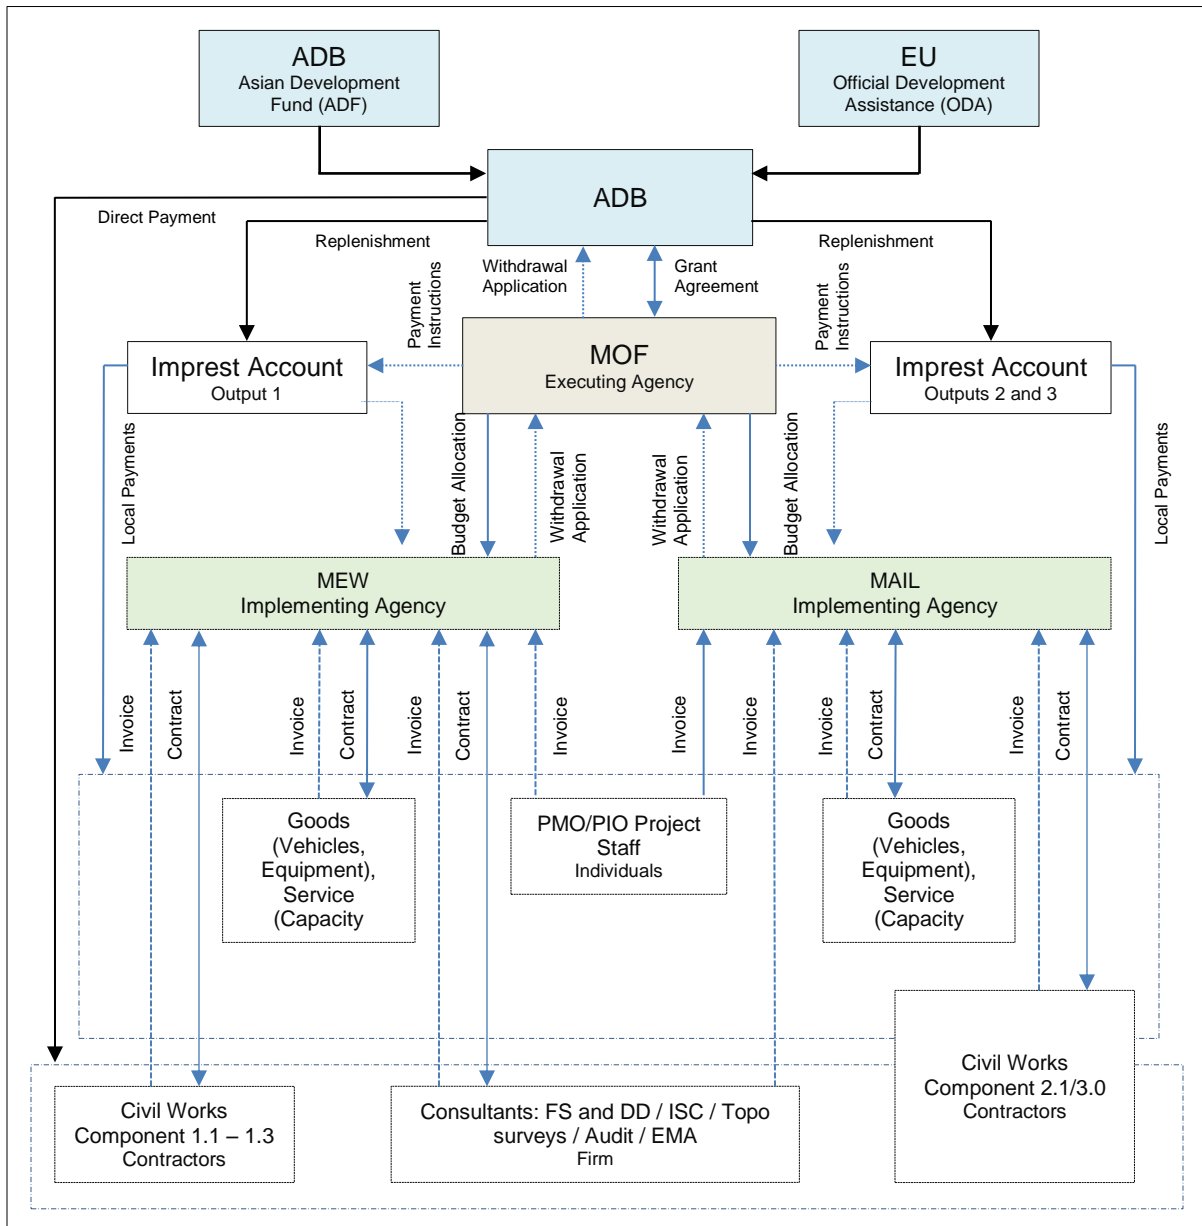 ADB
Asian Development
Fund (ADF)
EU
Official Development
Assistance (ODA)
ADB
Direct Payment
Replenishment
Replenishment
Withdrawal
Application
Grant
Agreement
Payment
Instructions
Payment
Instructions
MOF
Executing Agency
Imprest Account
Output 1
Imprest Account
Outputs 2 and 3
Local Payments
Budget Allocation
Withdrawal
Application
Withdrawal
Application
Budget Allocation
Local Payments
MEW
Implementing Agency
MAIL
Implementing Agency
Invoice
Contract
Invoice
Contract
Invoice
Contract
Invoice
Invoice
Invoice
Invoice
Contract
Invoice
Contract
Goods
(Vehicles,
Equipment),
Service
(Capacity
PMO/PIO Project
Staff
Individuals
Goods
(Vehicles,
Equipment),
Service
(Capacity
Civil Works
Component 1.1 – 1.3
Contractors
Consultants: FS and DD / ISC / Topo
surveys / Audit / EMA
Firm
Civil Works
Component 2.1/3.0
Contractors